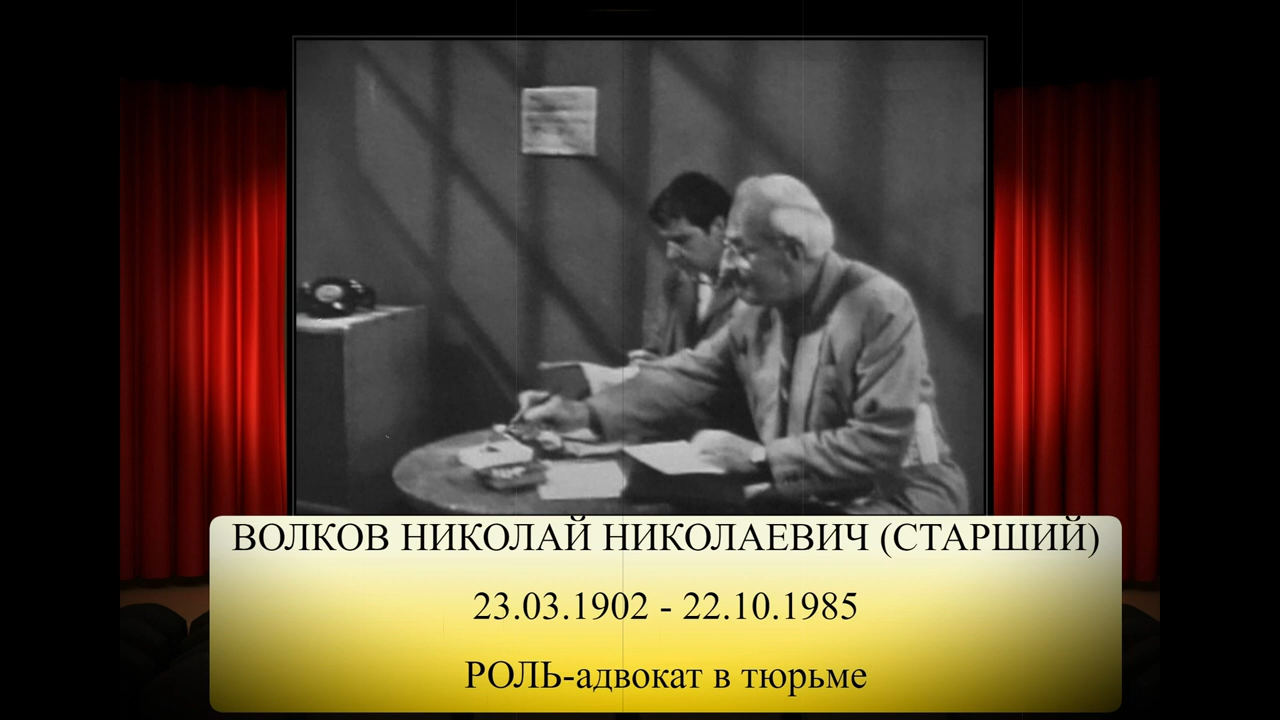 ВОЛКОВ НИКОЛАЙ НИКОЛАЕВИЧ (СТАРШИЙ)
23.03.1902 - 22.10.1985
РОЛЬ-адвокат в тюрьме